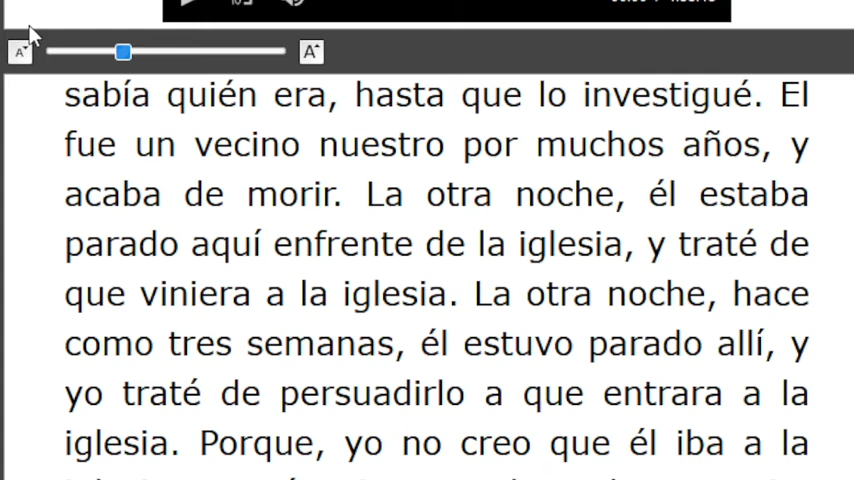 A
A
sabía quién era, hasta que lo investigué. El
fue un vecino nuestro por muchos años, y
acaba de morir. La otra noche, él estaba
parado aquí enfrente de la iglesia, y traté de
que viniera a la iglesia. La otra noche, hace
como tres semanas, él estuvo parado allí, y
yo traté de persuadirlo a que entrara a la
iglesia. Porque, yo no creo que él iba a la